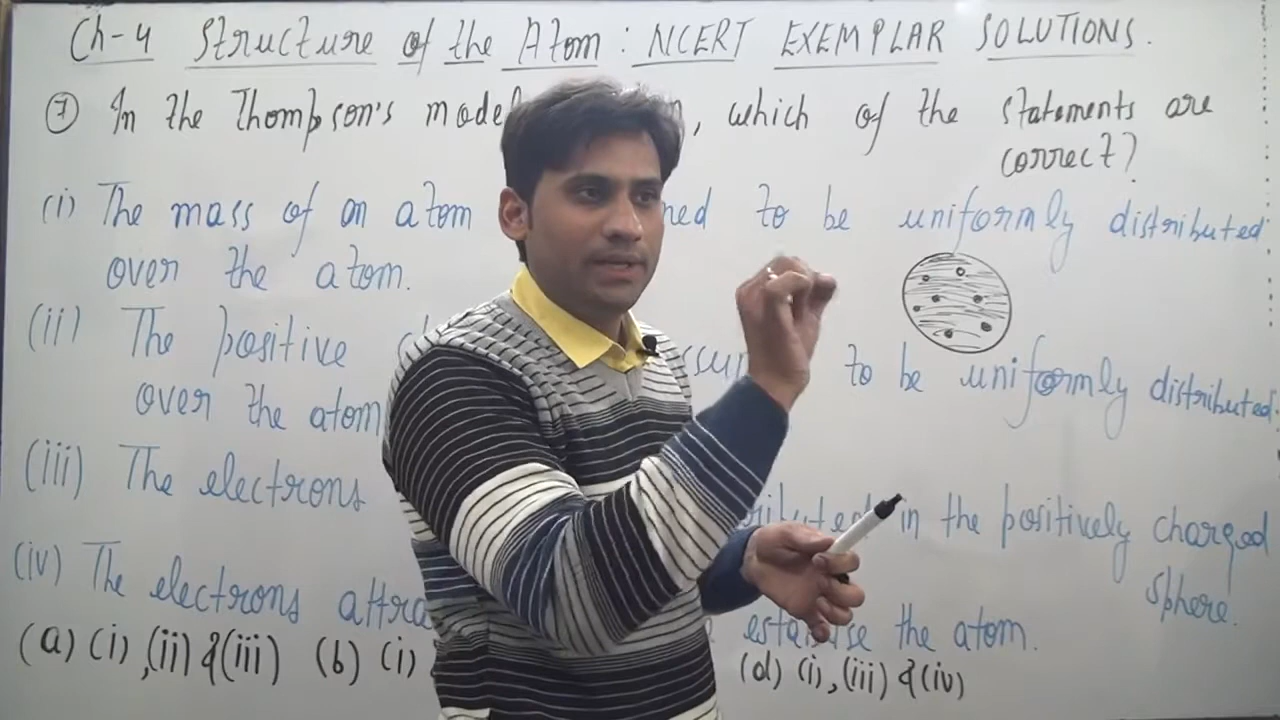 Ch-4 Structure of the Atom : NCERT EXEMPLAR SOLUTIONS.
7 In the Thompson's model , which of the statements are
correct?
(i) The mass of an atom to be uniformly distributed
over the atom.
(ii) The positive to be uniformly distributed
over the atom
(iii) The electrons in the positively charged
sphere.
(iv) The electrons the atom.
(a) (i), (ii) & (iii) (b) (i) (d) (i), (iii) & (iv)